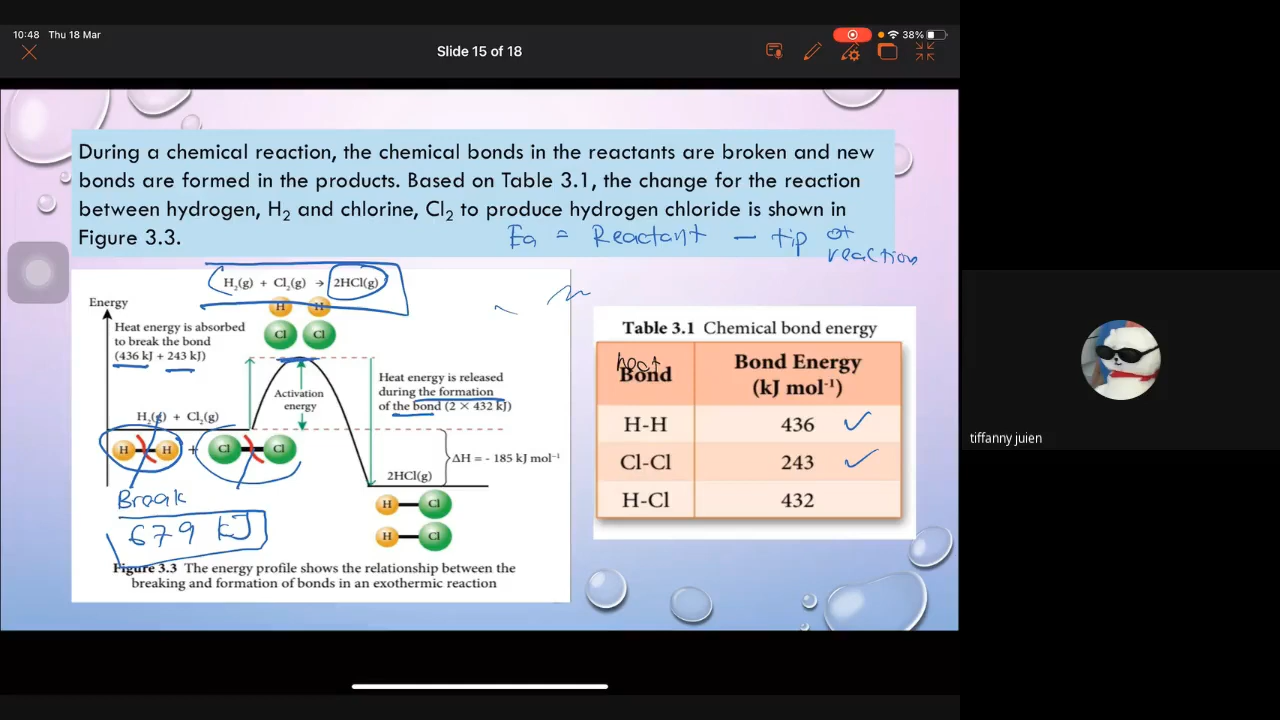 10:48 Thu 18 Mar
38%
Slide 15 of 18
During a chemical reaction, the chemical bonds in the reactants are broken and new
bonds are formed in the products. Based on Table 3.1, the change for the reaction
between hydrogen, H₂ and chlorine, Cl₂ to produce hydrogen chloride is shown in
Figure 3.3.
Ea = Reactant – tip of
reaction
H₂(g) + Cl₂(g) → 2HCl(g)
H H
Cl Cl
Energy
Heat energy is absorbed
to break the bond
(436 kJ + 243 kJ)
Activation
energy
Heat energy is released
during the formation
of the bond (2 × 432 kJ)
H₂(g) + Cl₂(g)
H H + Cl Cl
ΔH = - 185 kJ mol⁻¹
2HCl(g)
H Cl
H Cl
Break
679 kJ
Figure 3.3 The energy profile shows the relationship between the
breaking and formation of bonds in an exothermic reaction
Table 3.1 Chemical bond energy
Bond Bond Energy
(kJ mol⁻¹)
H-H 436
Cl-Cl 243
H-Cl 432
tiffanny juien